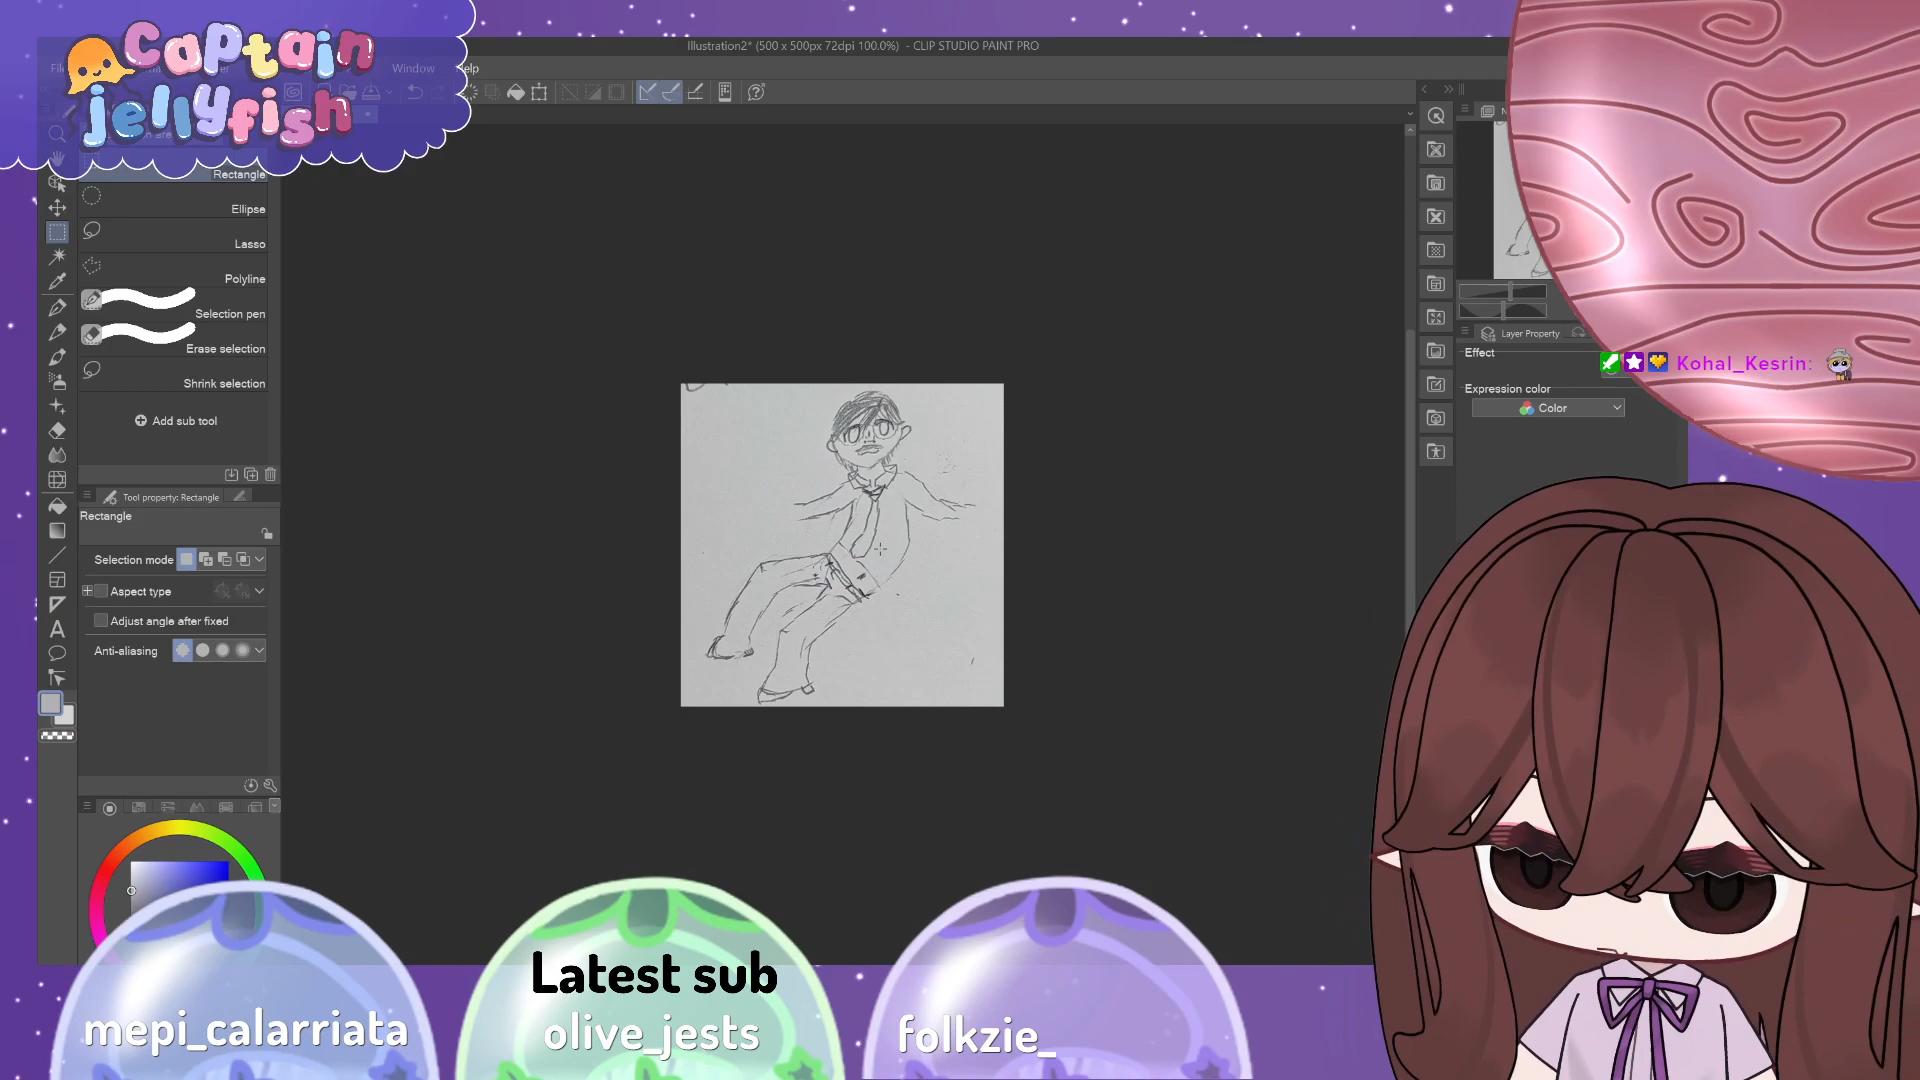 Captain
jellyfish
Illustration2* (500 x 500px 72dpi 100.0%) - CLIP STUDIO PAINT PRO
Window
Help
Rectangle
Ellipse
Lasso
Polyline
Selection pen
Erase selection
Shrink selection
Add sub tool
Tool property: Rectangle
Rectangle
Selection mode
Aspect type
Adjust angle after fixed
Anti-aliasing
Layer Property
Effect
Expression color
Color
Kohal_Kesrin:
mepi_calarriata
Latest sub
olive_jests
folkzie_